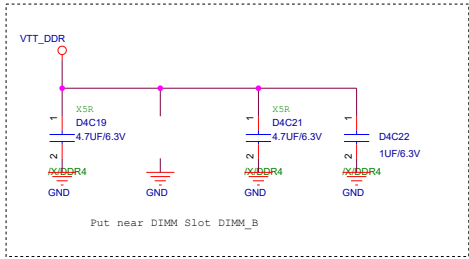 VTT_DDR
X5R
D4C19
4.7UF/6.3V
1
2
/X/DDR4
GND
GND
X5R
D4C21
4.7UF/6.3V
1
2
/X/DDR4
GND
D4C22
1UF/6.3V
1
2
/X/DDR4
GND
Put near DIMM Slot DIMM_B